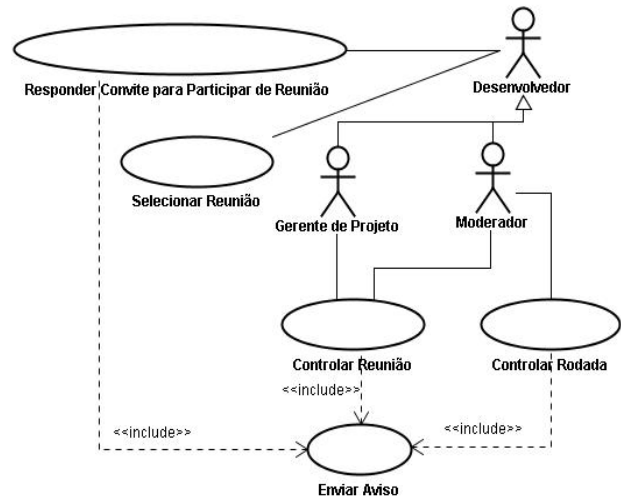 Desenvolvedor
Responder Convite para Participar de Reunião
Selecionar Reunião
Gerente de Projeto
Moderador
Controlar Reunião
Controlar Rodada
<<include>>
<<include>>
<<include>>
Enviar Aviso